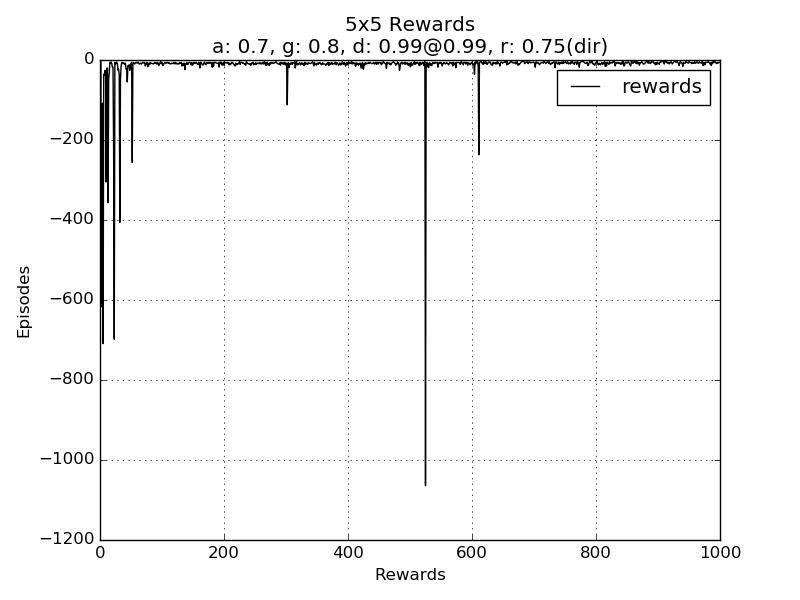 5x5 Rewards
a: 0.7, g: 0.8, d: 0.99@0.99, r: 0.75(dir)
rewards
0
−200
−400
−600
−800
−1000
−1200
Episodes
0 200 400 600 800 1000
Rewards